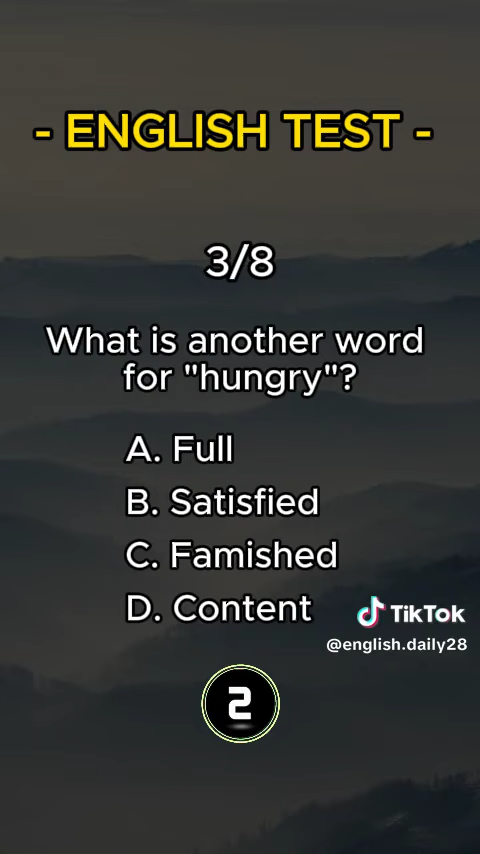 - ENGLISH TEST -
3/8
What is another word
for "hungry"?
A. Full
B. Satisfied
C. Famished
D. Content
TikTok
@english.daily28
2